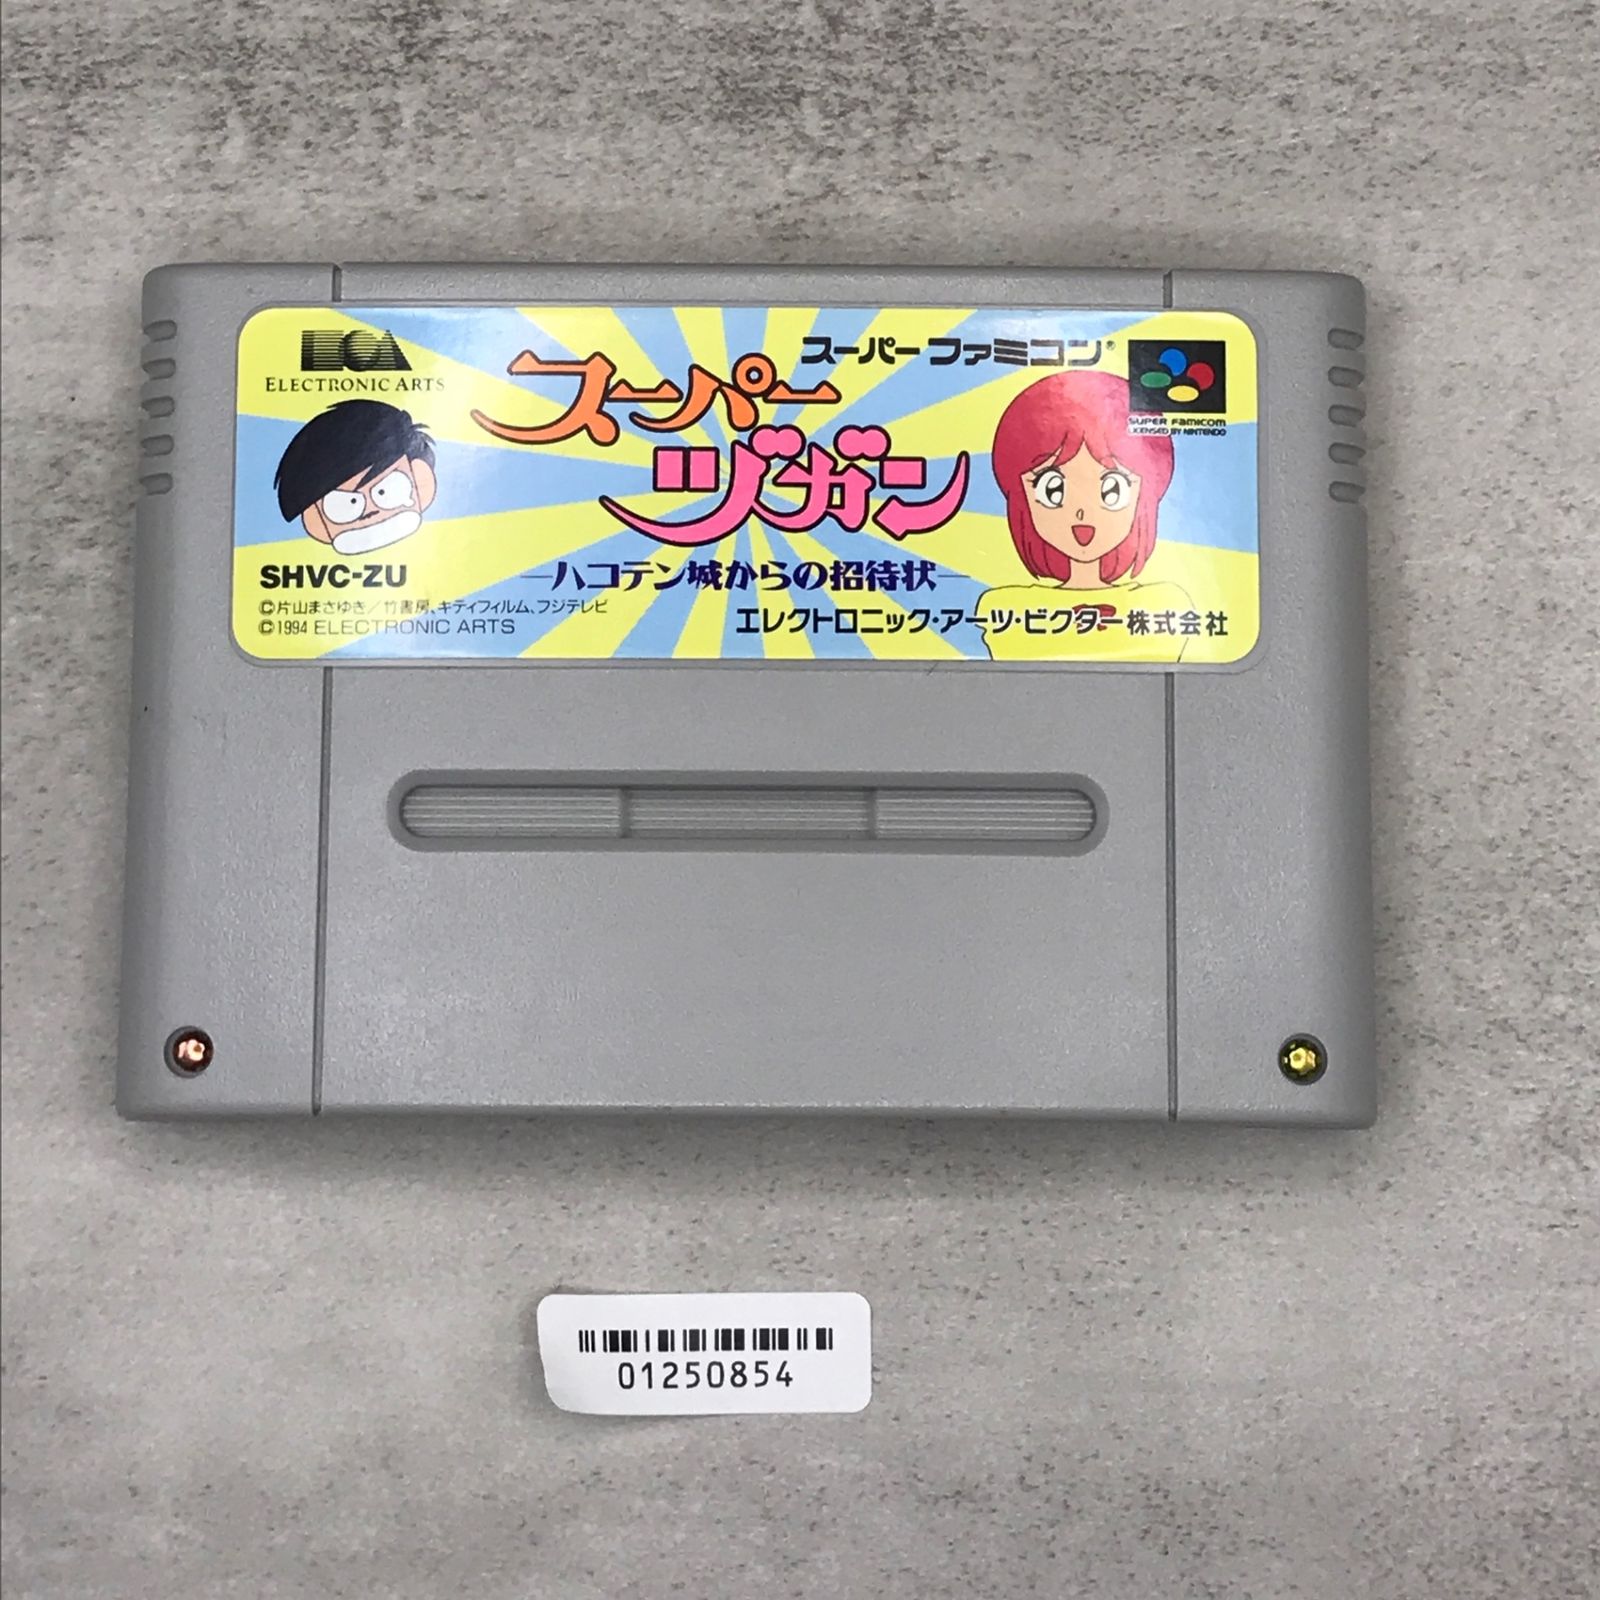 ELECTRONIC ARTS
スーパーファミコン®
SUPER FAMICOM
LICENSED BY NINTENDO
スーパー
ヅガン
―ハコテン城からの招待状―
SHVC-ZU
©片山まさゆき/竹書房、キティフィルム、フジテレビ
©1994 ELECTRONIC ARTS
エレクトロニック・アーツ・ビクター株式会社
01250854